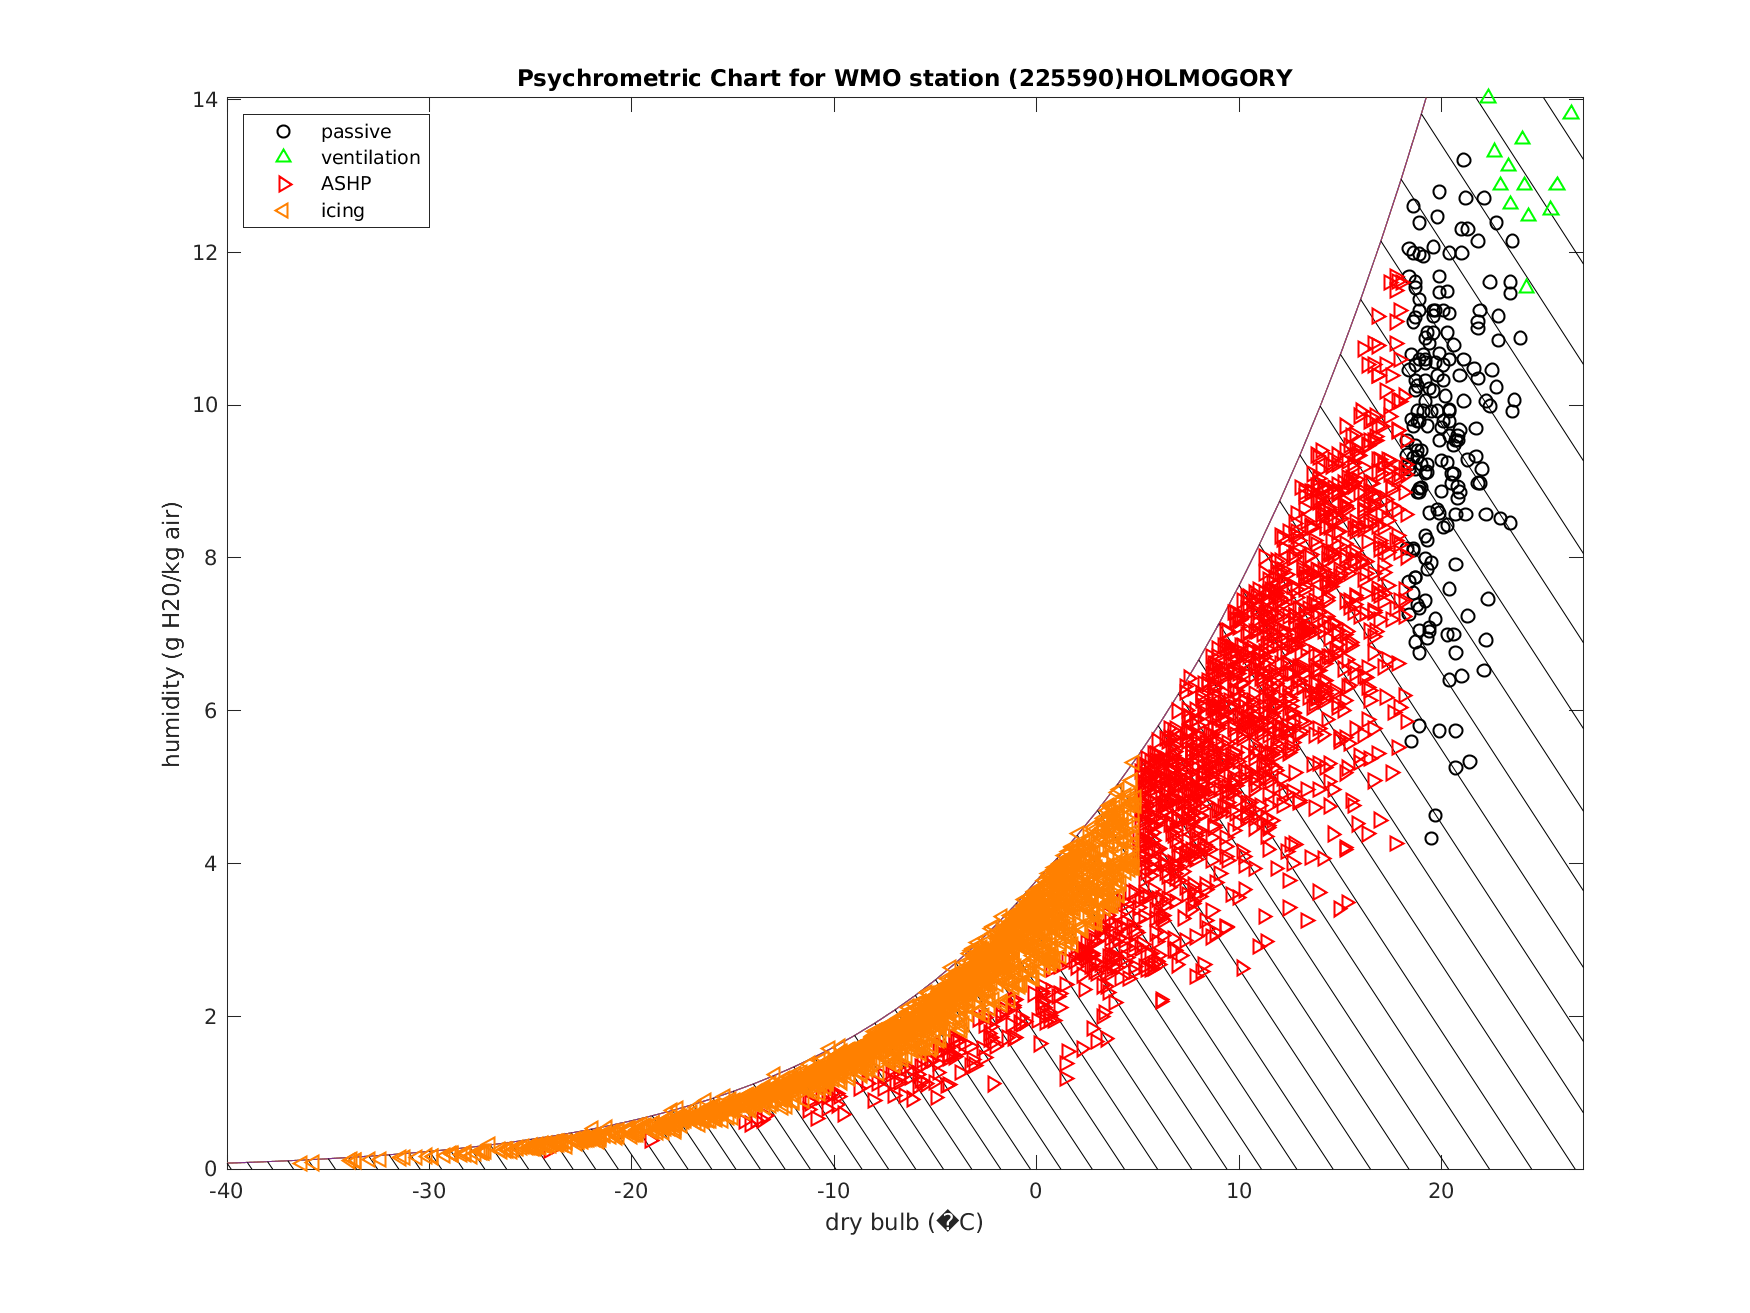 Psychrometric Chart for WMO station (225590)HOLMOGORY
passive
ventilation
ASHP
icing
14
12
10
8
6
4
2
0
humidity (g H20/kg air)
-40 -30 -20 -10 0 10 20
dry bulb (�C)